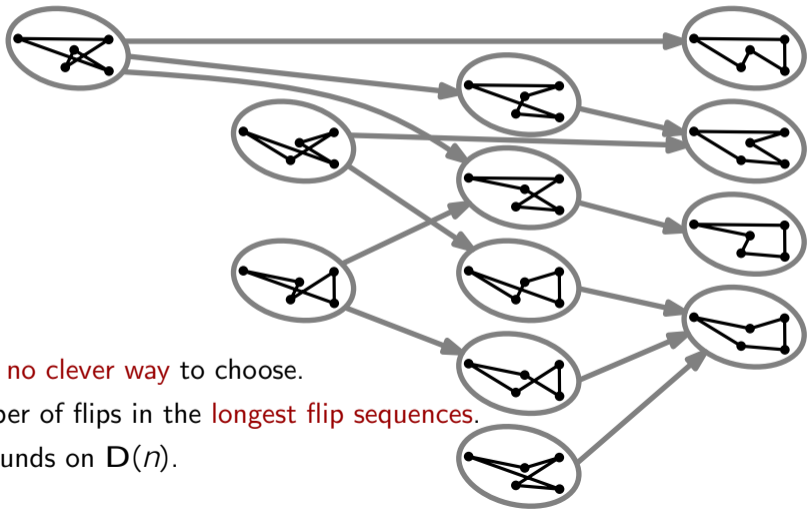 no clever way to choose.
ber of flips in the longest flip sequences.
unds on D(n).